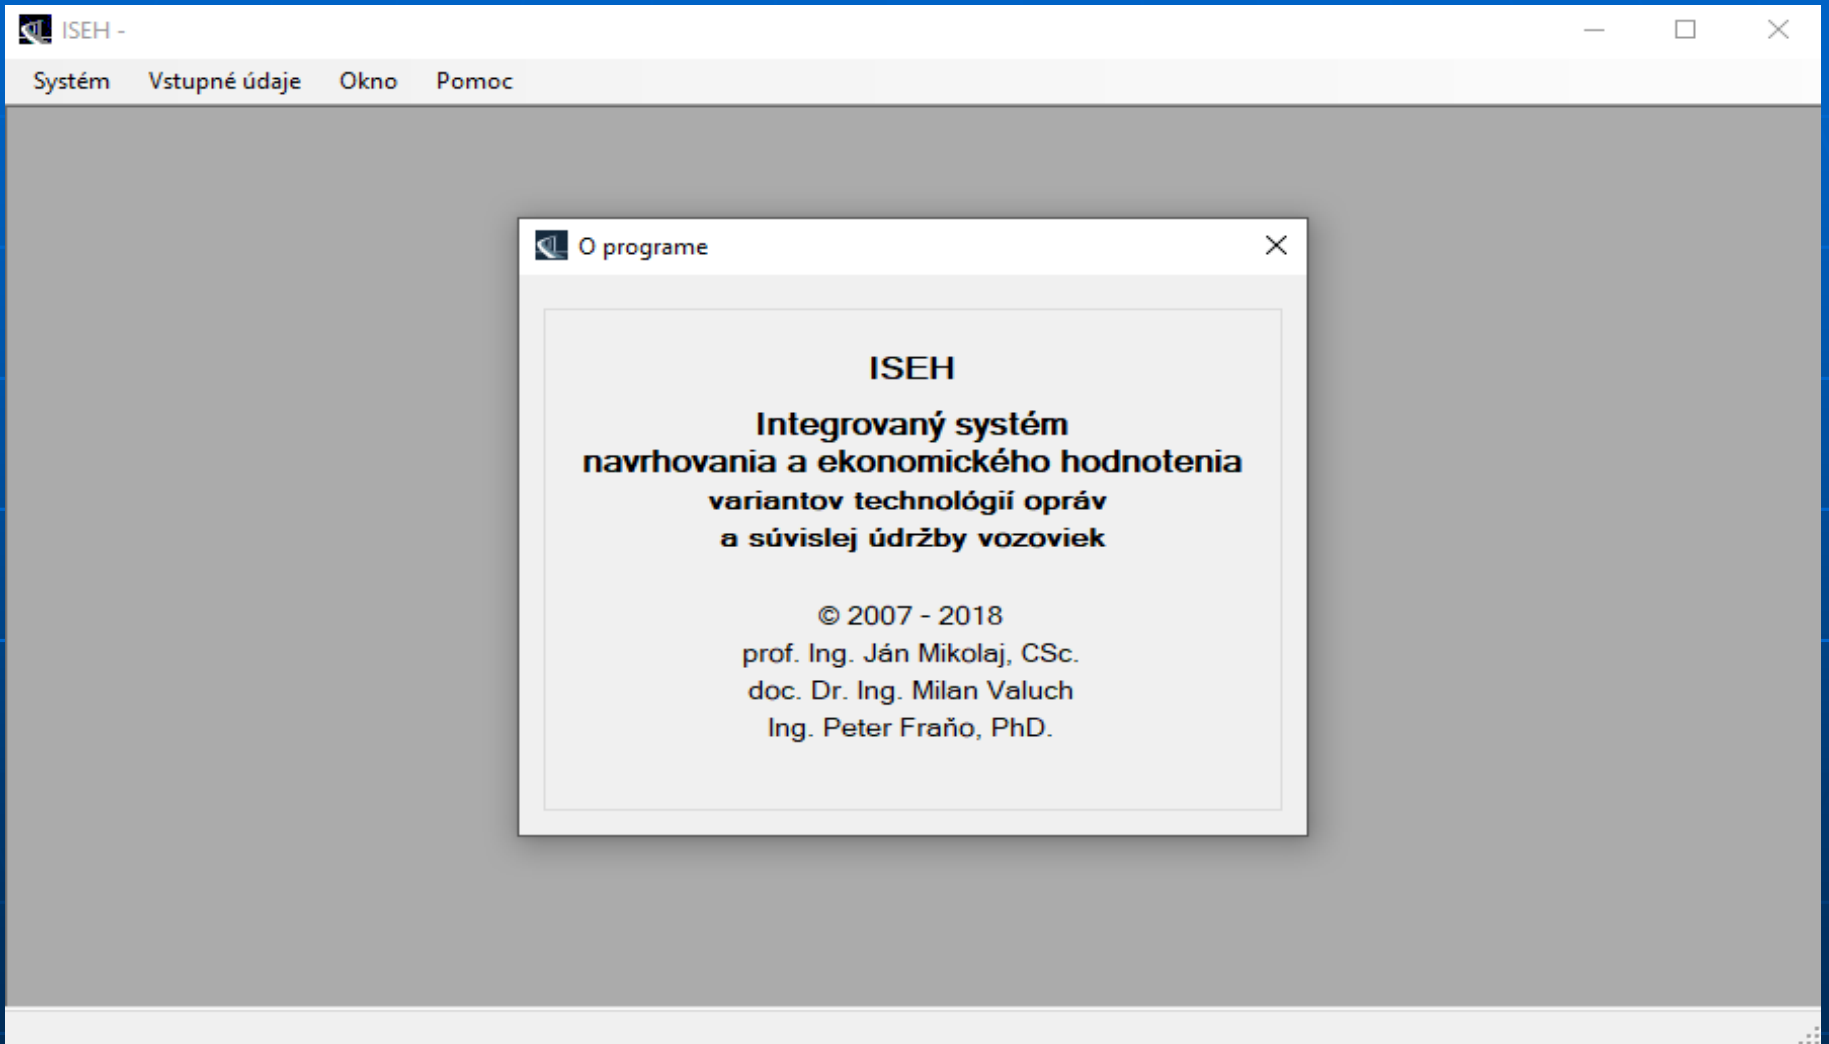 ISEH -
Systém Vstupné údaje Okno Pomoc
O programe
ISEH
Integrovaný systém
navrhovania a ekonomického hodnotenia
variantov technológií opráv
a súvislej údržby vozoviek
© 2007 - 2018
prof. Ing. Ján Mikolaj, CSc.
doc. Dr. Ing. Milan Valuch
Ing. Peter Fraňo, PhD.